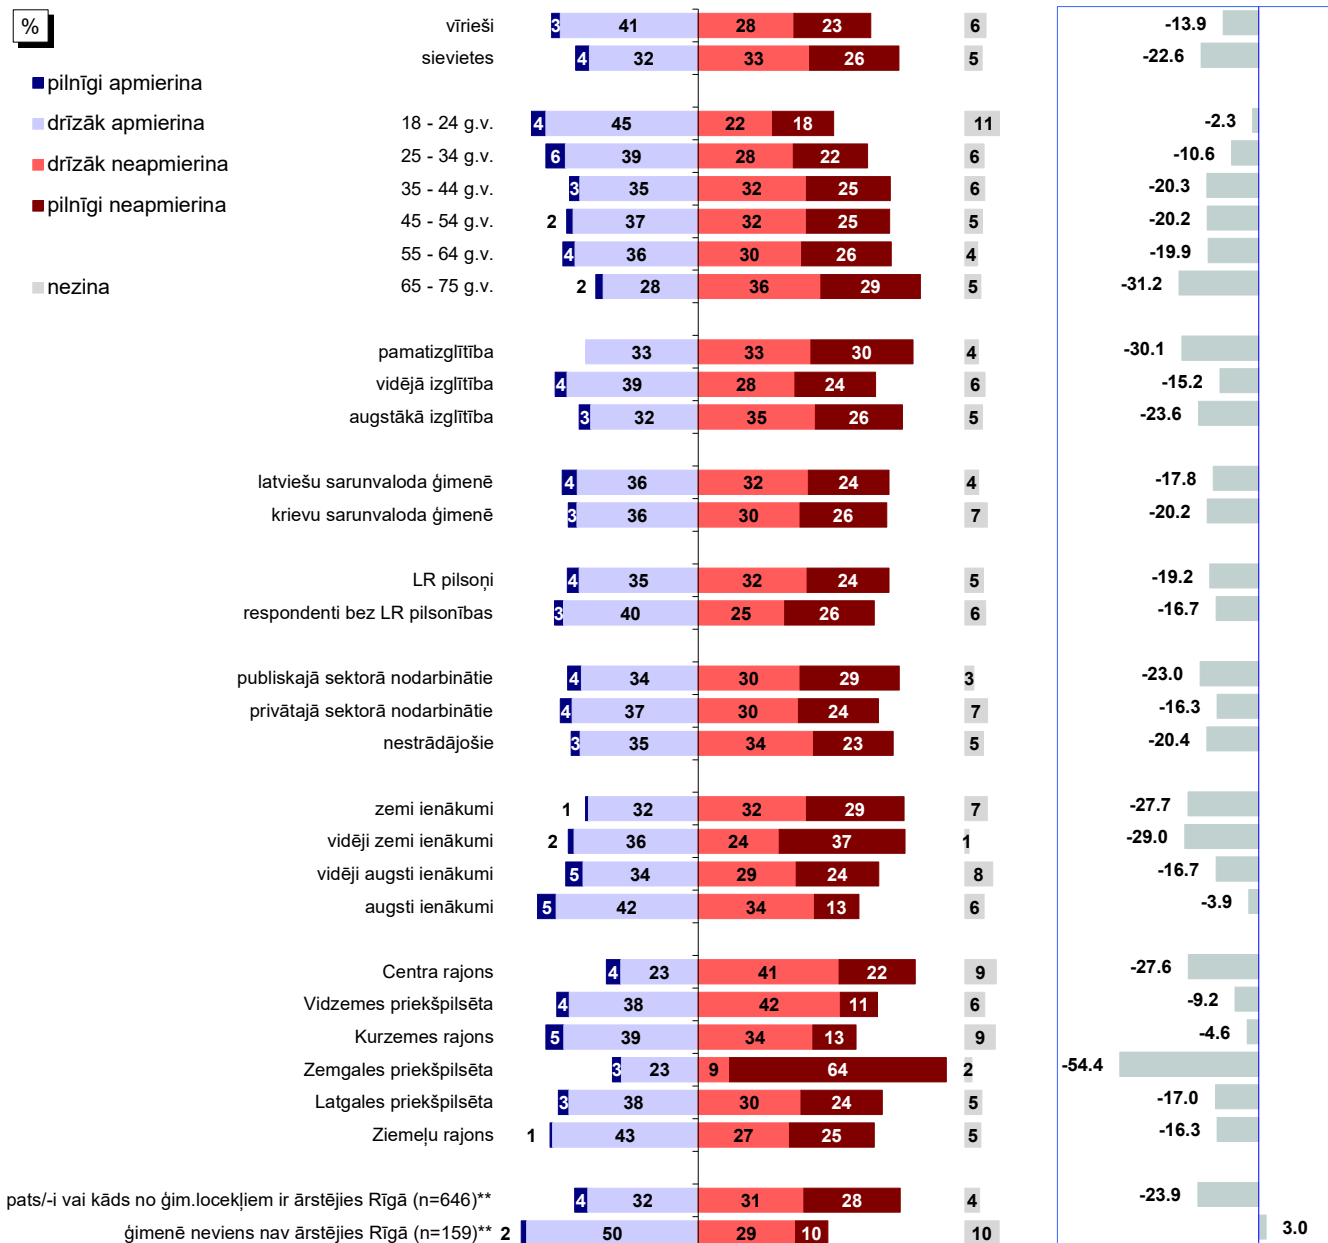 %
pilnīgi apmierina
drīzāk apmierina
drīzāk neapmierina
pilnīgi neapmierina
nezina
vīrieši 3 41 28 23 6 -13.9
sievietes 4 32 33 26 5 -22.6
18 - 24 g.v. 4 45 22 18 11 -2.3
25 - 34 g.v. 6 39 28 22 6 -10.6
35 - 44 g.v. 3 35 32 25 6 -20.3
45 - 54 g.v. 2 37 32 25 5 -20.2
55 - 64 g.v. 4 36 30 26 4 -19.9
65 - 75 g.v. 2 28 36 29 5 -31.2
pamatizglītība 33 33 30 4 -30.1
vidējā izglītība 4 39 28 24 6 -15.2
augstākā izglītība 3 32 35 26 5 -23.6
latviešu sarunvaloda ģimenē 4 36 32 24 4 -17.8
krievu sarunvaloda ģimenē 3 36 30 26 7 -20.2
LR pilsoņi 4 35 32 24 5 -19.2
respondenti bez LR pilsonības 3 40 25 26 6 -16.7
publiskajā sektorā nodarbinātie 4 34 30 29 3 -23.0
privātajā sektorā nodarbinātie 4 37 30 24 7 -16.3
nestrādājošie 3 35 34 23 5 -20.4
zemi ienākumi 1 32 32 29 7 -27.7
vidēji zemi ienākumi 2 36 24 37 1 -29.0
vidēji augsti ienākumi 5 34 29 24 8 -16.7
augsti ienākumi 5 42 34 13 6 -3.9
Centra rajons 4 23 41 22 9 -27.6
Vidzemes priekšpilsēta 4 38 42 11 6 -9.2
Kurzemes rajons 5 39 34 13 9 -4.6
Zemgales priekšpilsēta 3 23 9 64 2 -54.4
Latgales priekšpilsēta 3 38 30 24 5 -17.0
Ziemeļu rajons 1 43 27 25 5 -16.3
pats/-i vai kāds no ģim.locekļiem ir ārstējies Rīgā (n=646)** 4 32 31 28 4 -23.9
ģimenē neviens nav ārstējies Rīgā (n=159)** 2 50 29 10 10 3.0